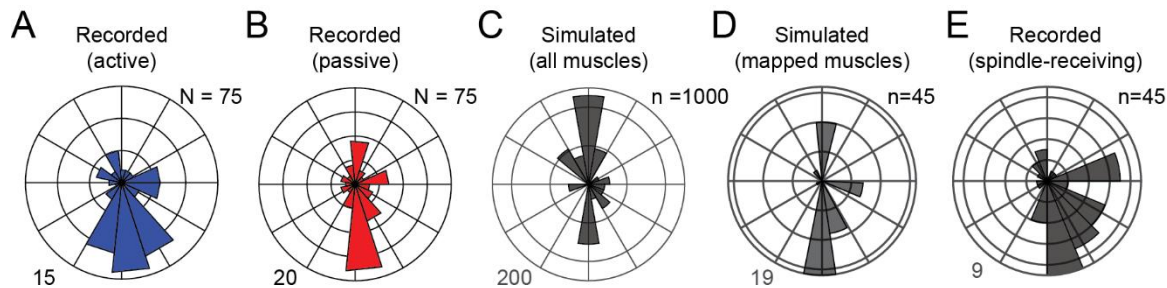 A
Recorded
(active)
N = 75
15
B
Recorded
(passive)
N = 75
20
C
Simulated
(all muscles)
n =1000
200
D
Simulated
(mapped muscles)
n=45
19
E
Recorded
(spindle-receiving)
n=45
9